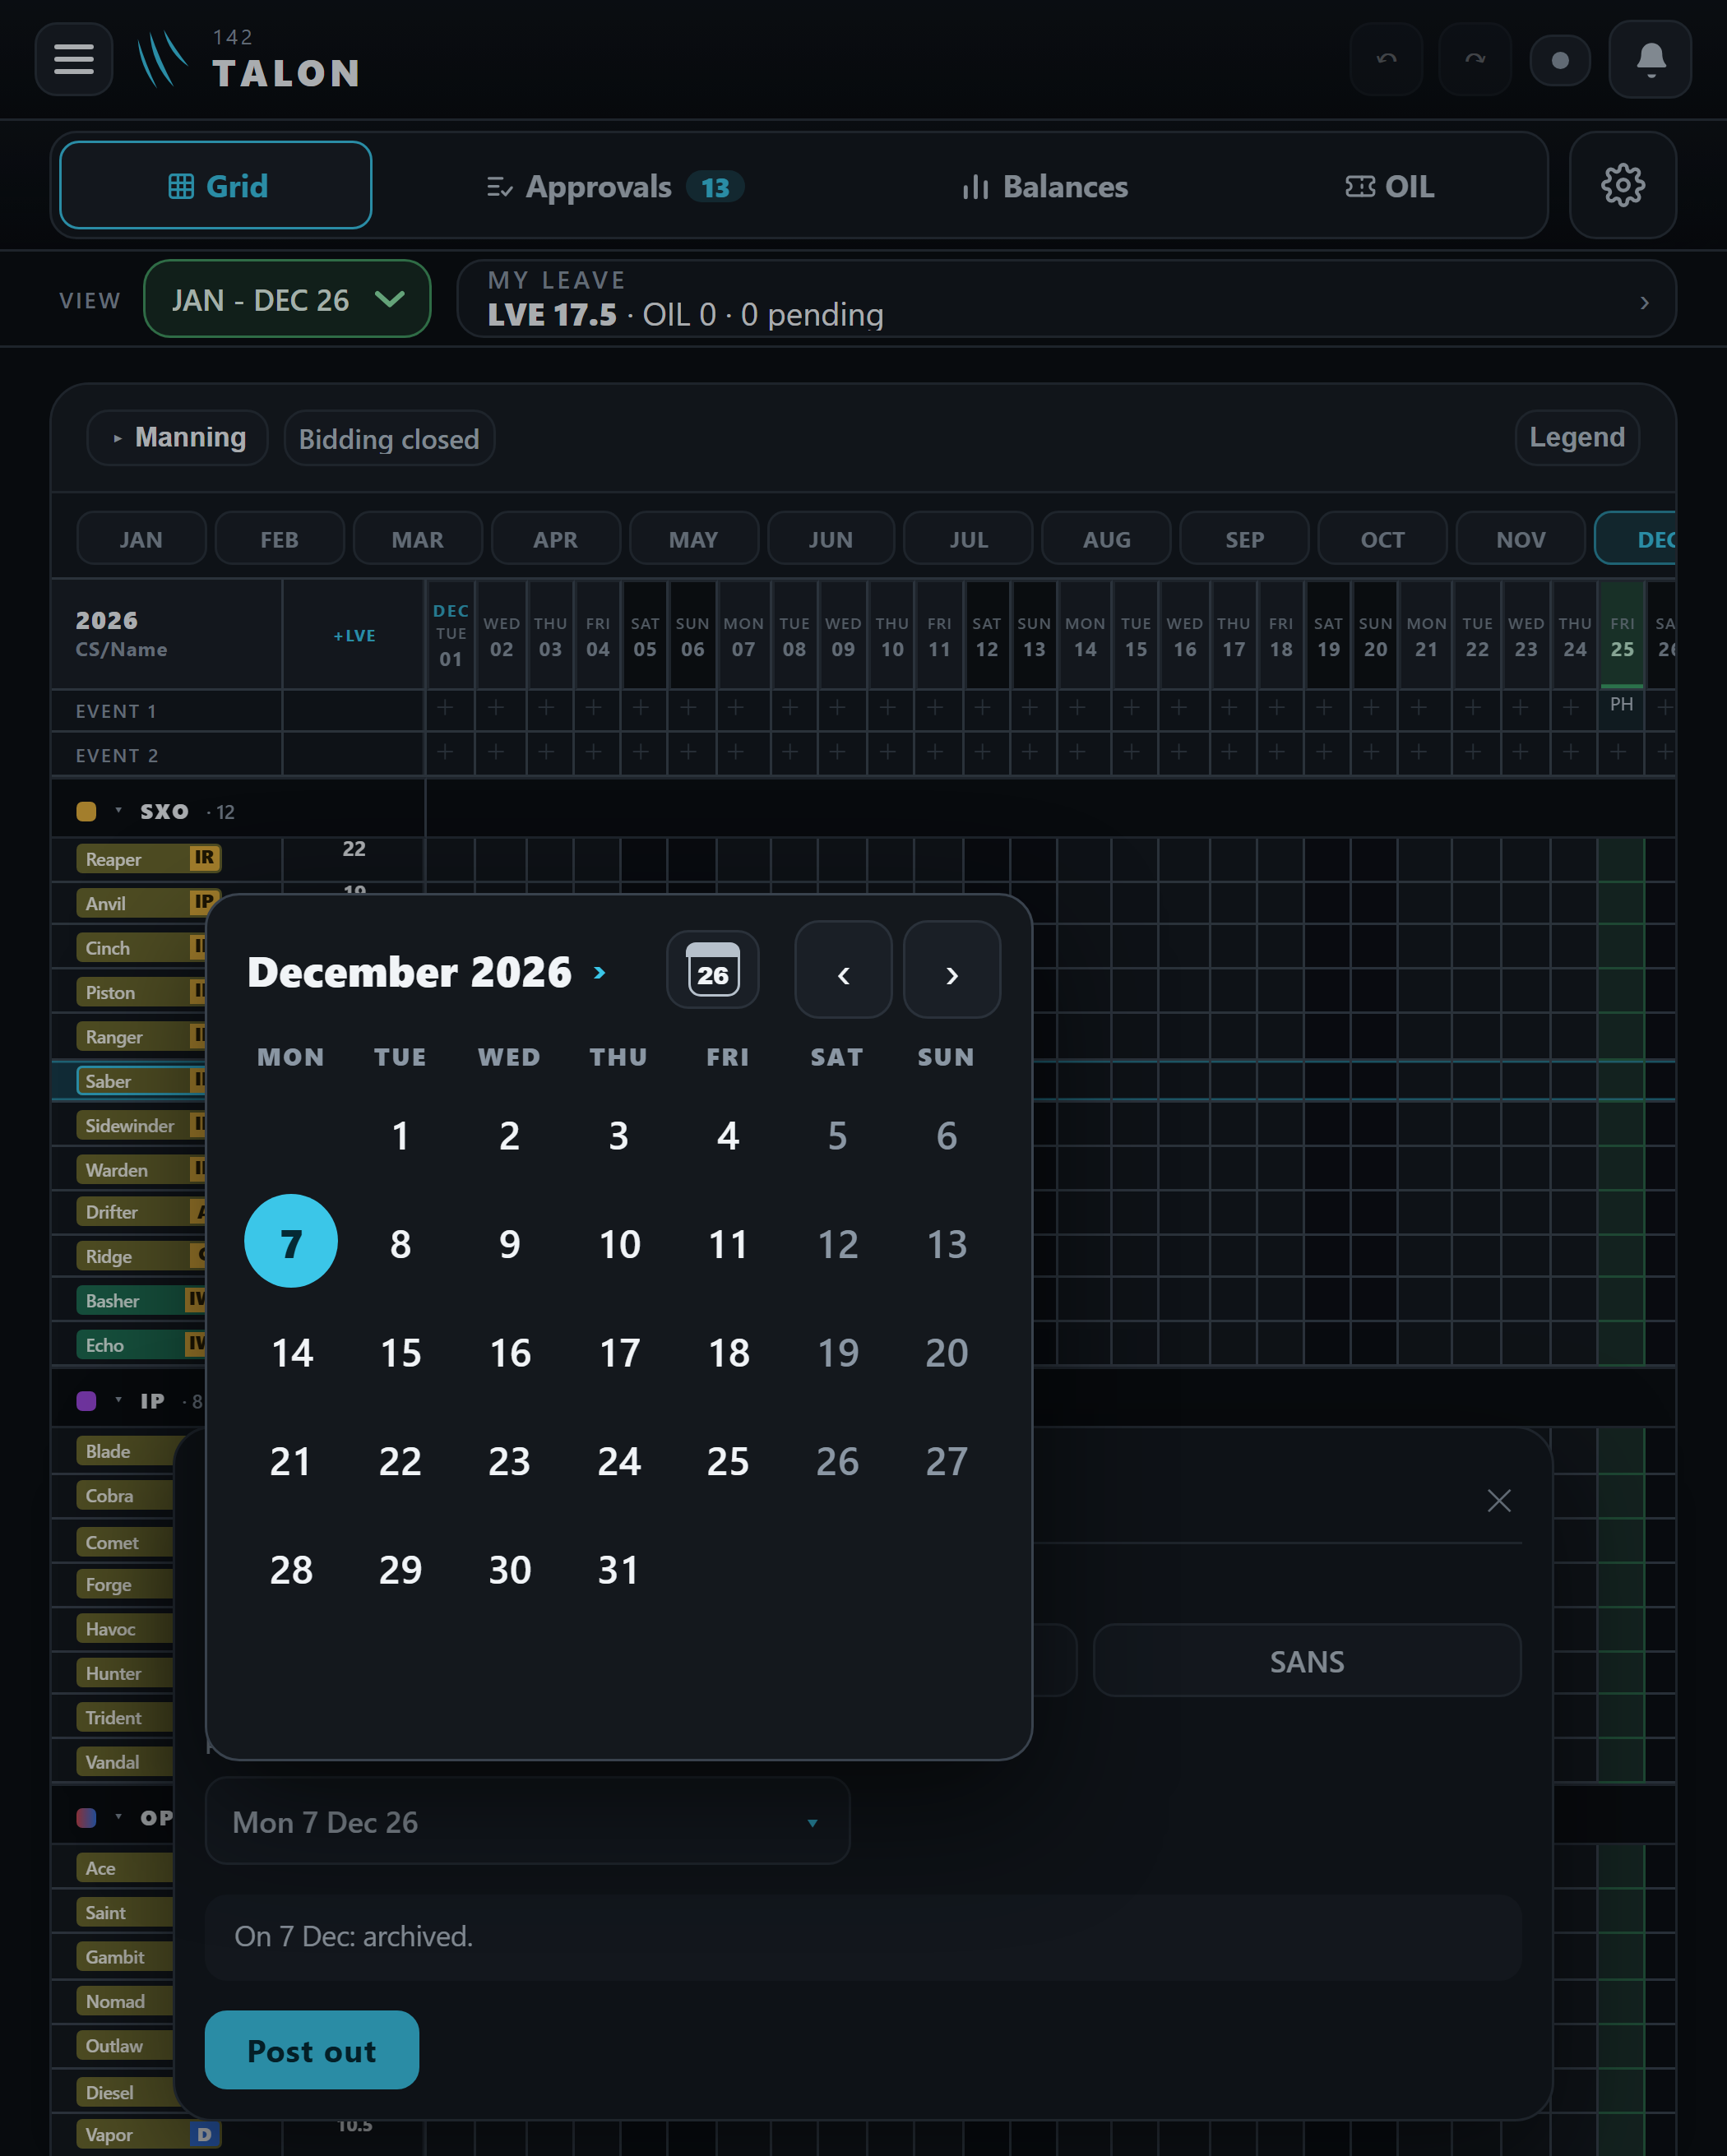 142
TALON
Grid
Approvals 13
Balances
OIL
VIEW
JAN - DEC 26
MY LEAVE
LVE 17.5 · OIL 0 · 0 pending
Manning
Bidding closed
Legend
JAN FEB MAR APR MAY JUN JUL AUG SEP OCT NOV DEC
2026
CS/Name
+LVE
DEC
TUE WED THU FRI SAT SUN MON TUE WED THU FRI SAT SUN MON TUE WED THU FRI SAT SUN MON TUE WED THU FRI
01 02 03 04 05 06 07 08 09 10 11 12 13 14 15 16 17 18 19 20 21 22 23 24 25
EVENT 1
PH
EVENT 2
SXO · 12
Reaper IR 22
Anvil IP 19
Cinch
Piston
Ranger
Saber
Sidewinder
Warden
Drifter
Ridge
Basher
Echo
IP · 8
Blade
Cobra
Comet
Forge
Havoc
Hunter
Trident
Vandal
OP
Ace
Saint
Gambit
Nomad
Outlaw
Diesel
Vapor D 10.5
December 2026 ›
26
‹ ›
MON TUE WED THU FRI SAT SUN
1 2 3 4 5 6
7 8 9 10 11 12 13
14 15 16 17 18 19 20
21 22 23 24 25 26 27
28 29 30 31
SANS
Mon 7 Dec 26
On 7 Dec: archived.
Post out